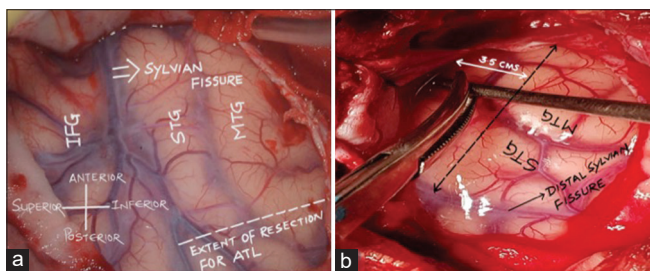 SYLVIAN
FISSURE
IFG
STG
MTG
ANTERIOR
SUPERIOR
INFERIOR
POSTERIOR
EXTENT OF RESECTION
FOR ATL
a
3.5 CMS
MTG
STG
DISTAL SYLVIAN
FISSURE
b